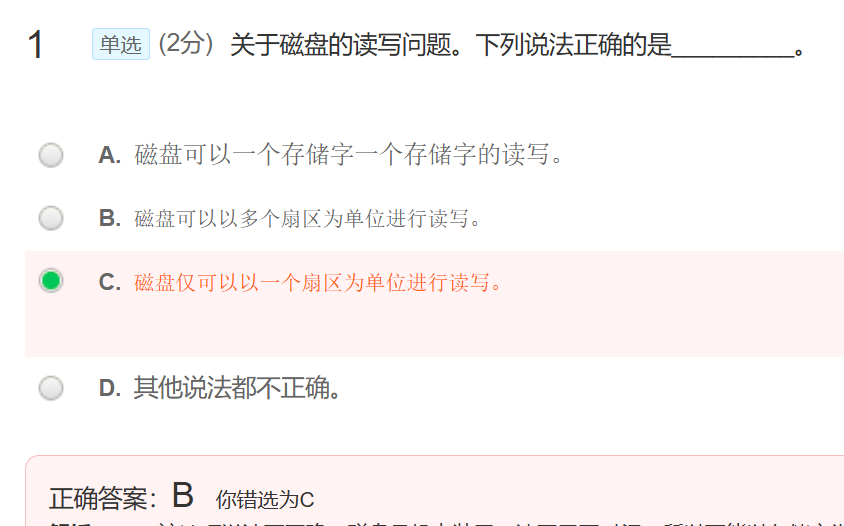 1 单选 (2分) 关于磁盘的读写问题。下列说法正确的是__________。
A. 磁盘可以一个存储字一个存储字的读写。
B. 磁盘可以以多个扇区为单位进行读写。
C. 磁盘仅可以以一个扇区为单位进行读写。
D. 其他说法都不正确。
正确答案：B 你错选为C